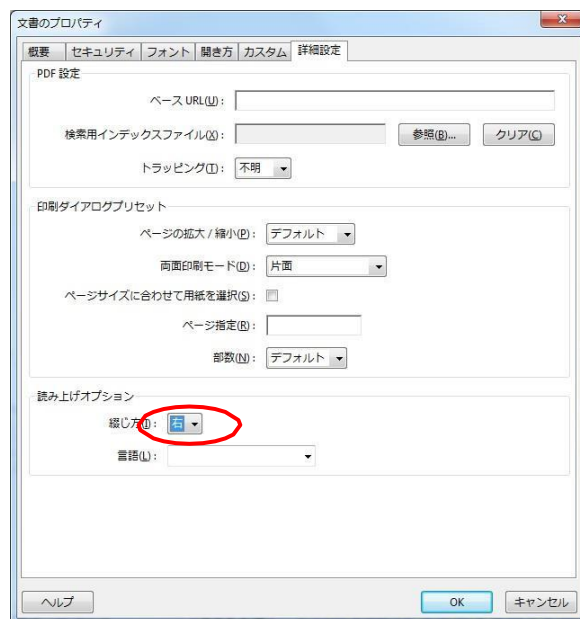 文書のプロパティ
概要 セキュリティ フォント 開き方 カスタム 詳細設定
PDF 設定
ベース URL(U):
検索用インデックスファイル(X): 参照(B)... クリア(C)
トラッピング(T): 不明
印刷ダイアログプリセット
ページの拡大 / 縮小(P): デフォルト
両面印刷モード(D): 片面
ページサイズに合わせて用紙を選択(S):
ページ指定(R):
部数(N): デフォルト
読み上げオプション
綴じ方(I): 右
言語(L):
ヘルプ OK キャンセル